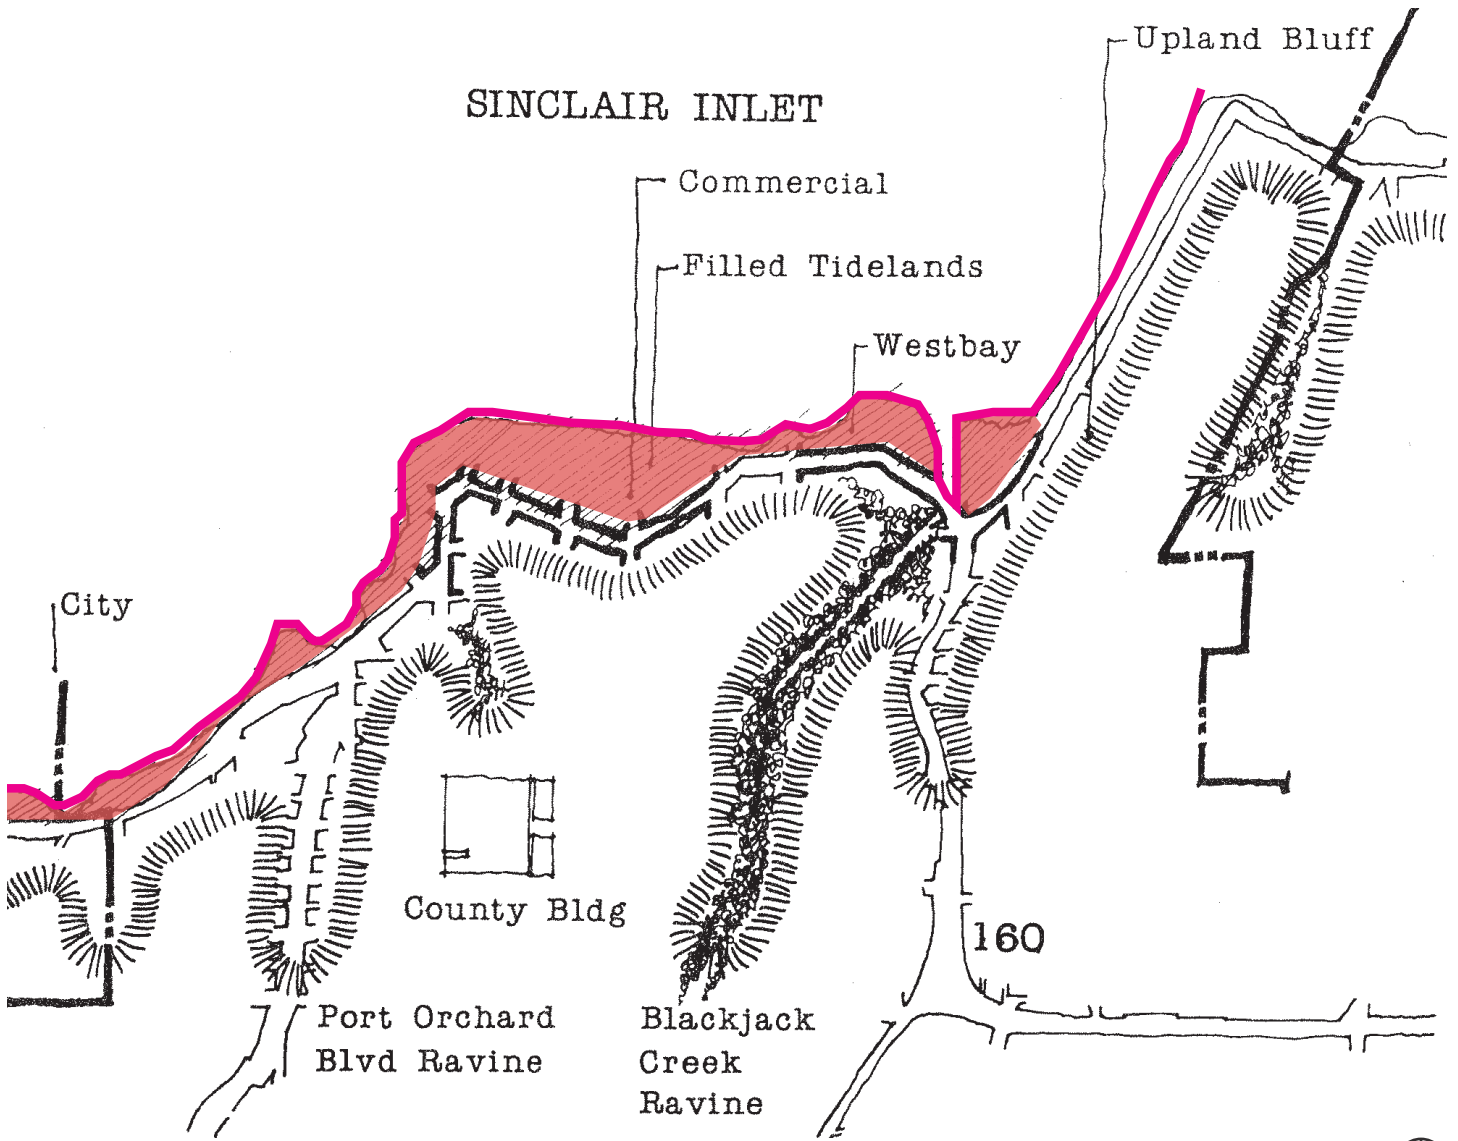 Upland Bluff
SINCLAIR INLET
Commercial
Filled Tidelands
Westbay
City
County Bldg
160
Port Orchard
Blvd Ravine
Blackjack
Creek
Ravine